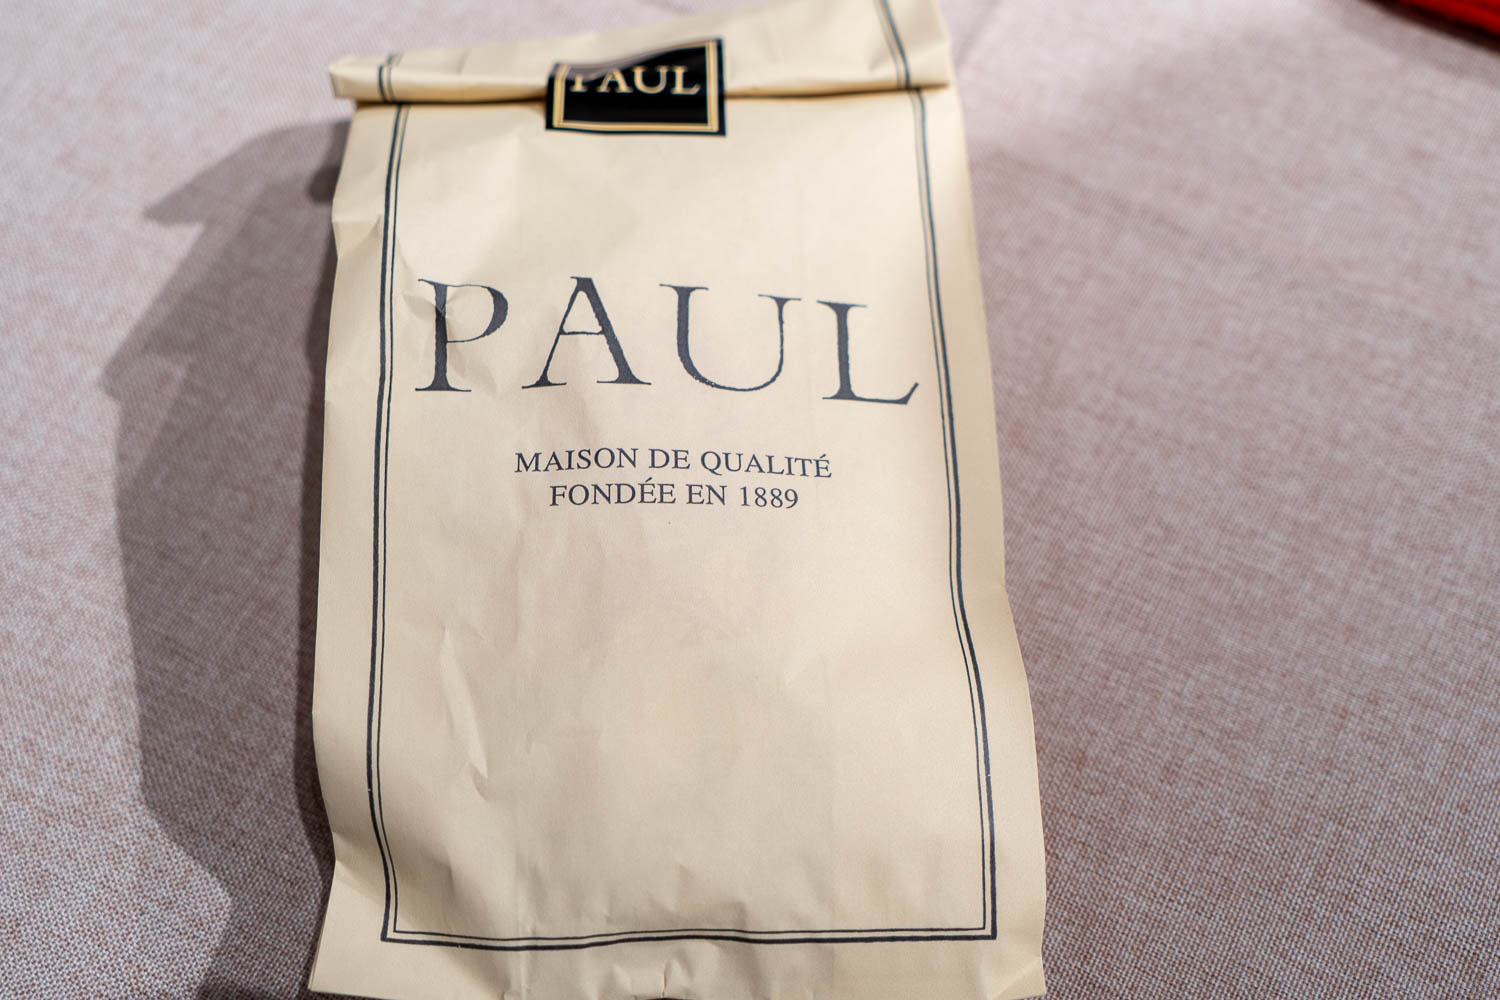 PAUL
PAUL
MAISON DE QUALITÉ
FONDÉE EN 1889